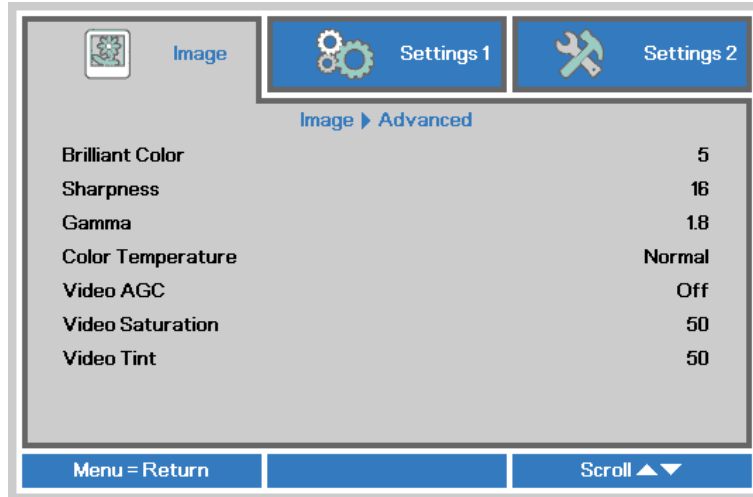 Image Settings 1 Settings 2
Image ▶ Advanced
Brilliant Color 5
Sharpness 16
Gamma 1.8
Color Temperature Normal
Video AGC Off
Video Saturation 50
Video Tint 50
Menu = Return Scroll ▲▼